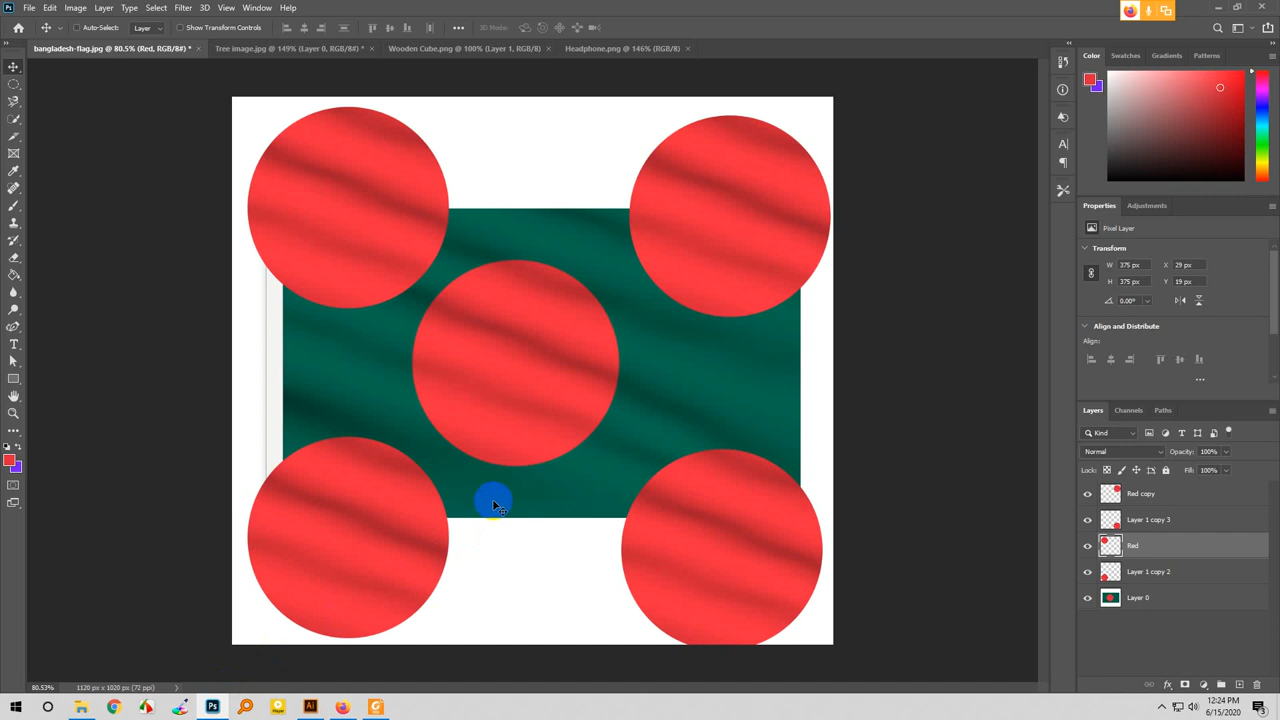 File Edit Image Layer Type Select Filter 3D View Window Help
Auto-Select: Layer Show Transform Controls 3D Mode:
bangladesh-flag.jpg @ 80.5% (Red, RGB/8#) * × Tree image.jpg @ 149% (Layer 0, RGB/8#) * × Wooden Cube.png @ 100% (Layer 1, RGB/8) × Headphone.png @ 146% (RGB/8) ×
Color Swatches Gradients Patterns
Properties Adjustments
Pixel Layer
Transform
W 375 px X 29 px
H 375 px Y 19 px
0.00°
Align and Distribute
Align:
Layers Channels Paths
Kind
Normal Opacity: 100%
Lock: Fill: 100%
Red copy
Layer 1 copy 3
Red
Layer 1 copy 2
Layer 0
80.53% 1120 px x 1020 px (72 ppi)
12:24 PM
6/15/2020